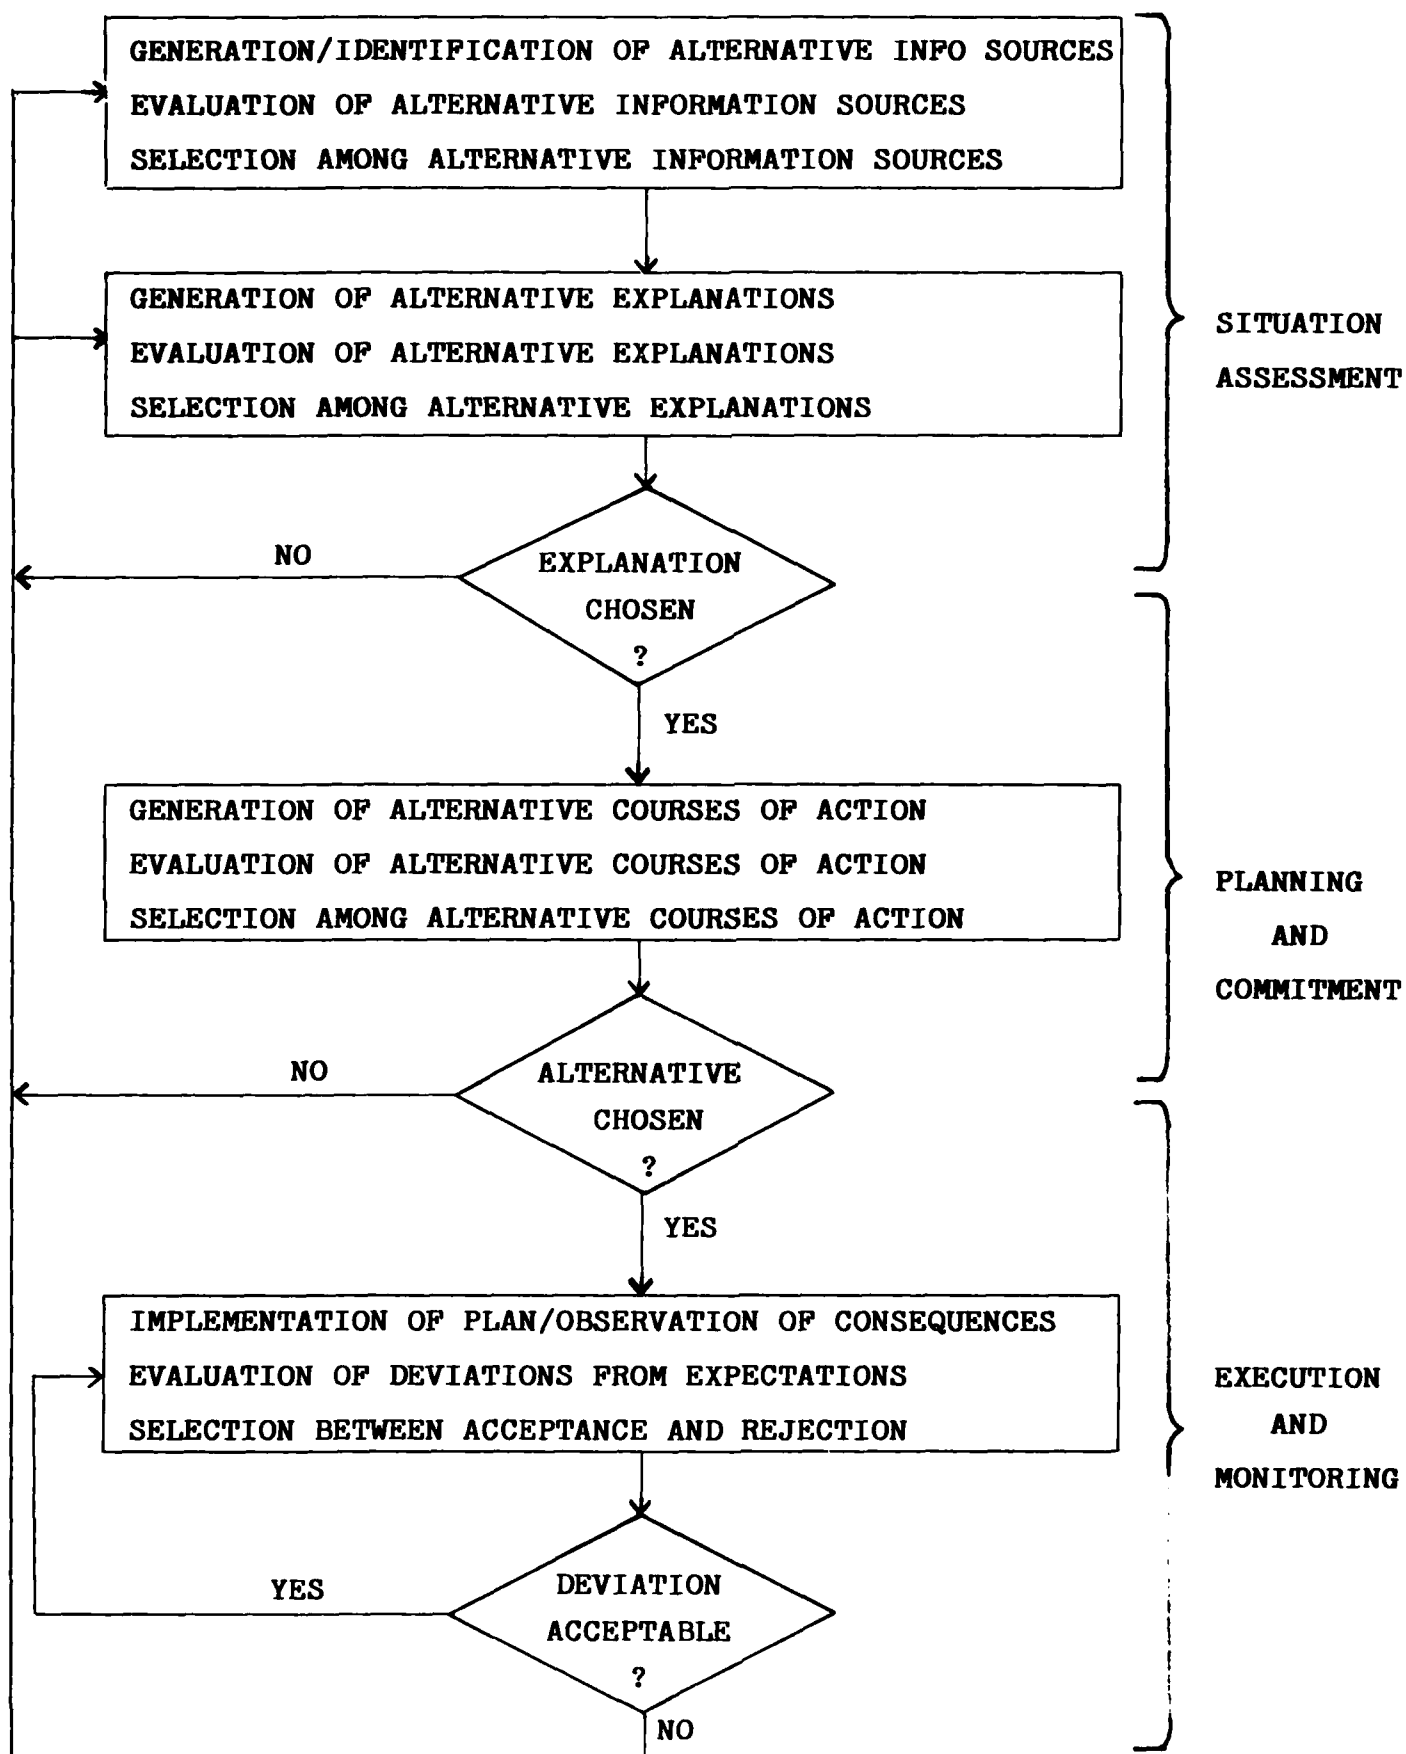 GENERATION/IDENTIFICATION OF ALTERNATIVE INFO SOURCES
EVALUATION OF ALTERNATIVE INFORMATION SOURCES
SELECTION AMONG ALTERNATIVE INFORMATION SOURCES
GENERATION OF ALTERNATIVE EXPLANATIONS
EVALUATION OF ALTERNATIVE EXPLANATIONS
SELECTION AMONG ALTERNATIVE EXPLANATIONS
SITUATION
ASSESSMENT
NO
EXPLANATION
CHOSEN
?
YES
GENERATION OF ALTERNATIVE COURSES OF ACTION
EVALUATION OF ALTERNATIVE COURSES OF ACTION
SELECTION AMONG ALTERNATIVE COURSES OF ACTION
PLANNING
AND
COMMITMENT
NO
ALTERNATIVE
CHOSEN
?
YES
IMPLEMENTATION OF PLAN/OBSERVATION OF CONSEQUENCES
EVALUATION OF DEVIATIONS FROM EXPECTATIONS
SELECTION BETWEEN ACCEPTANCE AND REJECTION
EXECUTION
AND
MONITORING
YES
DEVIATION
ACCEPTABLE
?
NO